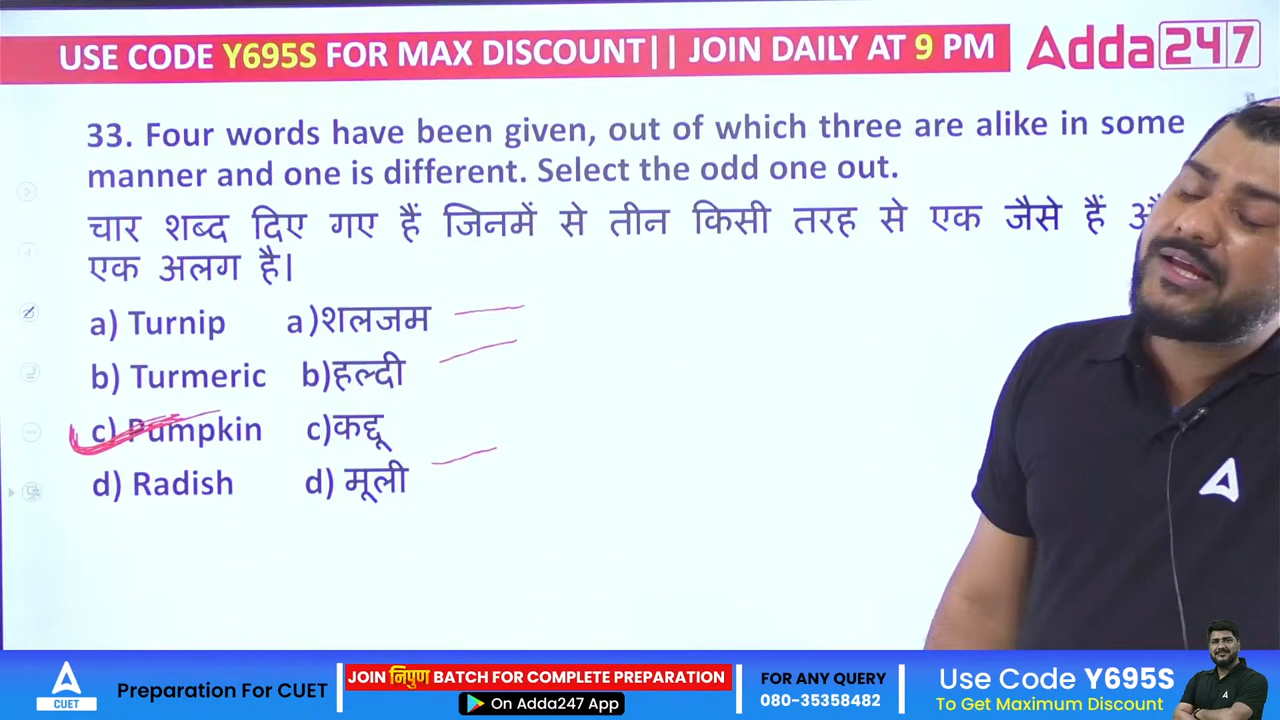 USE CODE Y695S FOR MAX DISCOUNT|| JOIN DAILY AT 9 PM
Adda247
33. Four words have been given, out of which three are alike in some
manner and one is different. Select the odd one out.
चार शब्द दिए गए हैं जिनमें से तीन किसी तरह से एक जैसे हैं
एक अलग है।
a) Turnip a)शलजम
b) Turmeric b)हल्दी
c) Pumpkin c)कद्दू
d) Radish d) मूली
CUET
Preparation For CUET
JOIN निपुण BATCH FOR COMPLETE PREPARATION
On Adda247 App
FOR ANY QUERY
080-35358482
Use Code Y695S
To Get Maximum Discount